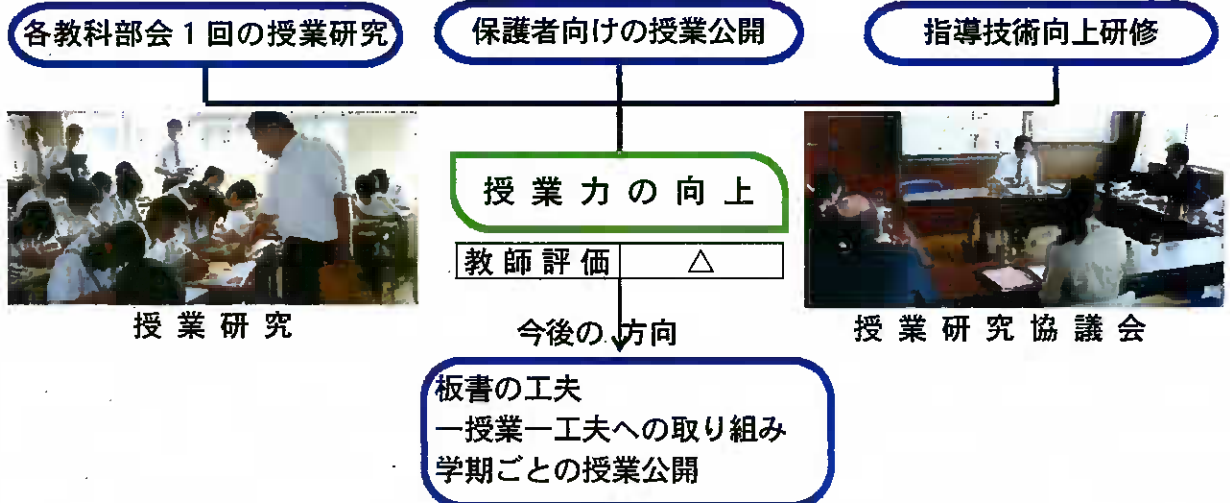 各教科部会1回の授業研究
保護者向けの授業公開
指導技術向上研修
授業力の向上
教師評価 △
授業研究
授業研究協議会
今後の方向
板書の工夫
一授業一工夫への取り組み
学期ごとの授業公開